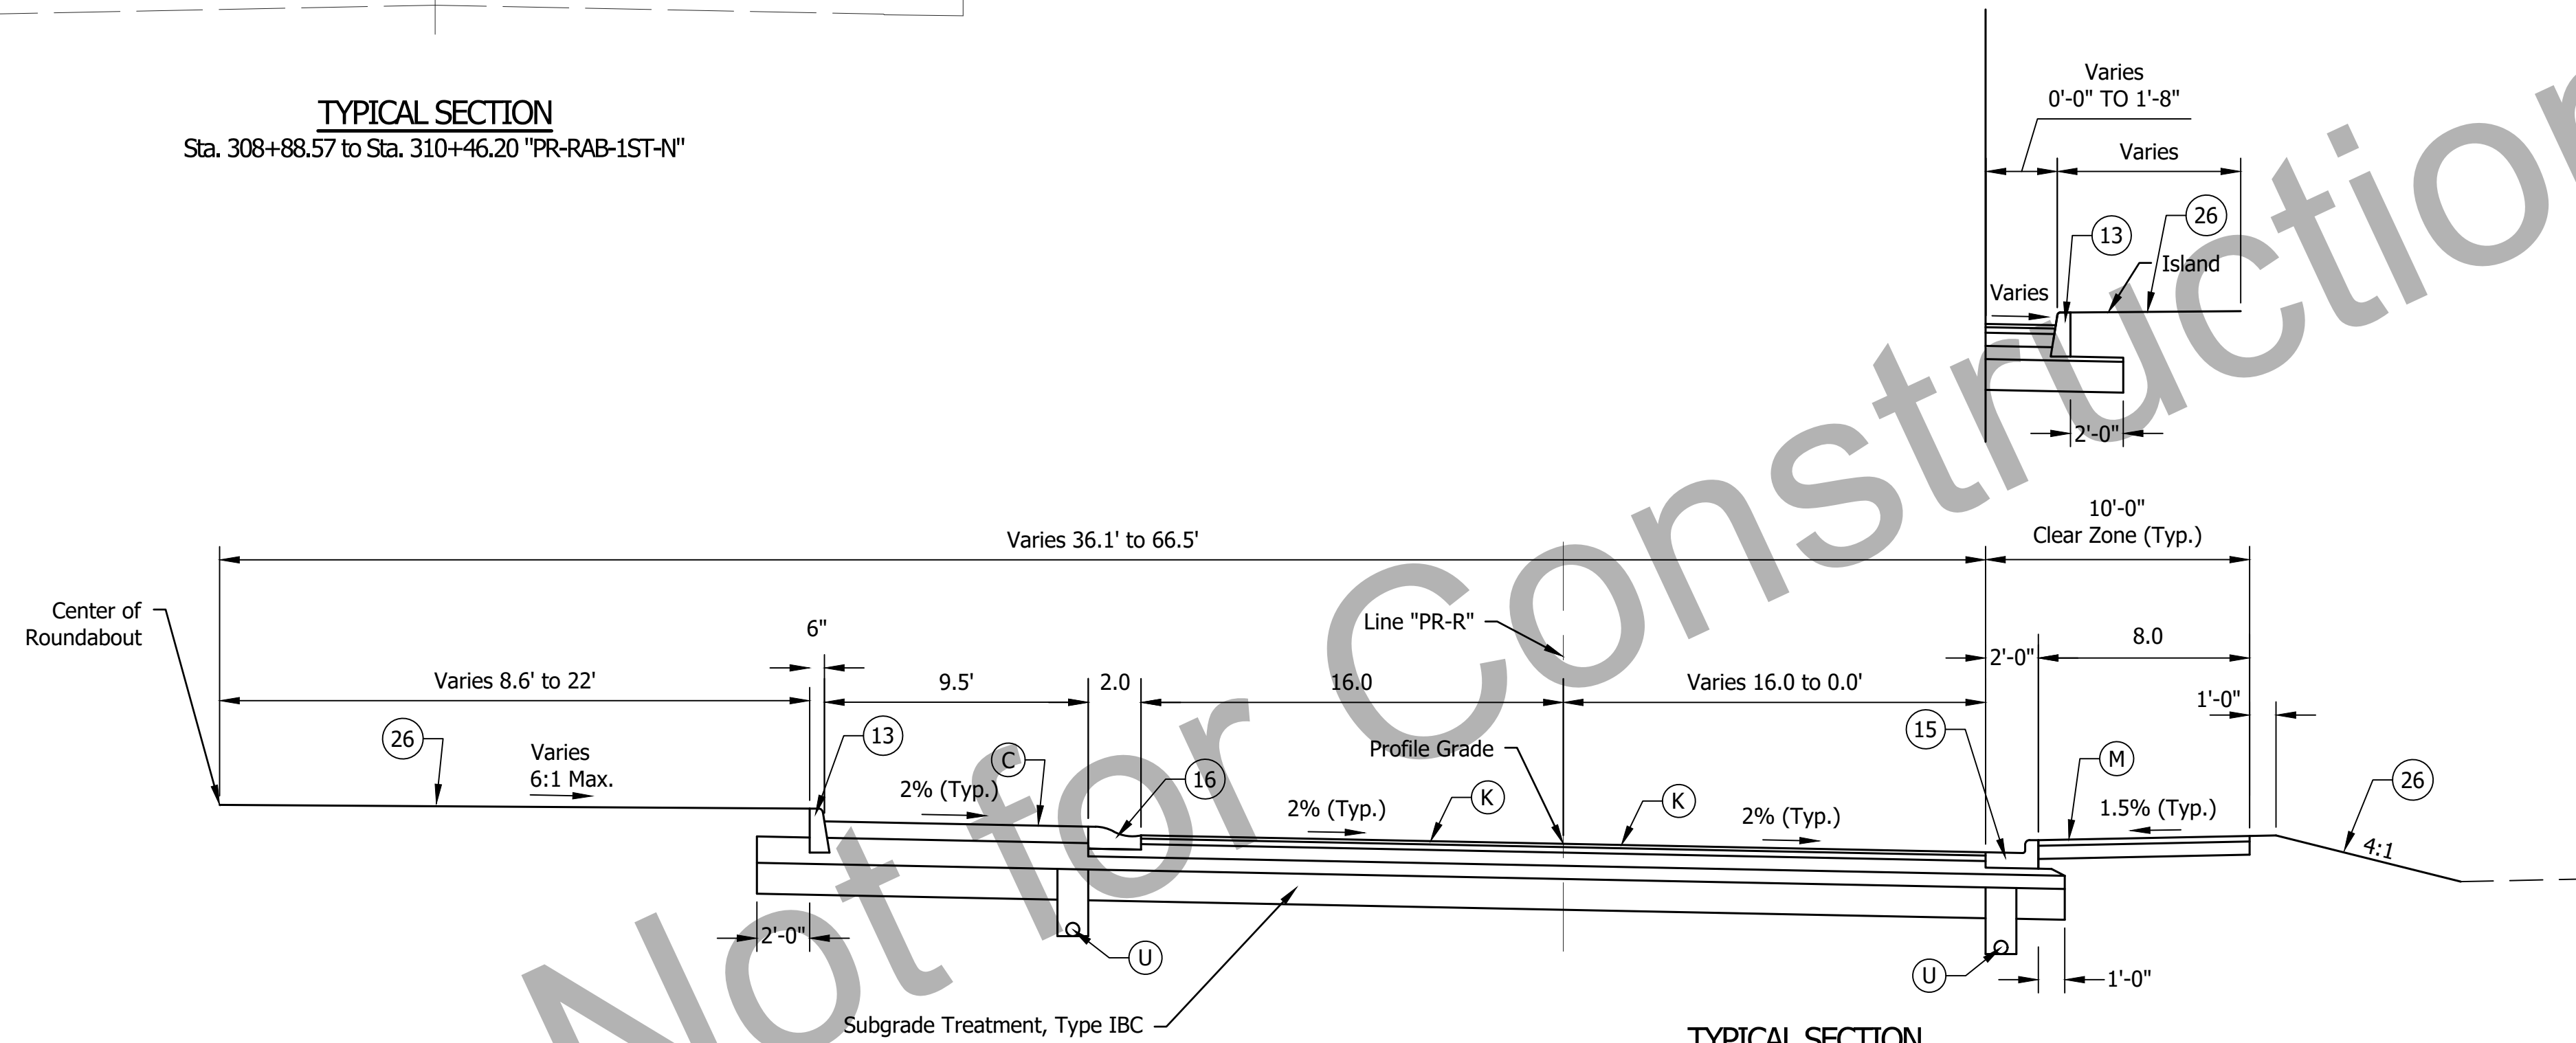 TYPICAL SECTION
Sta. 308+88.57 to Sta. 310+46.20 "PR-RAB-1ST-N"
Varies
0'-0" TO 1'-8"
Varies
26
13
Island
Varies
2'-0"
10'-0"
Clear Zone (Typ.)
Varies 36.1' to 66.5'
Center of
Roundabout
Line "PR-R"
6"
8.0
2'-0"
Varies 8.6' to 22'
9.5'
2.0
16.0
Varies 16.0 to 0.0'
1'-0"
26
13
15
Varies
6:1 Max.
C
Profile Grade
M
16
2% (Typ.)
K
K
26
2% (Typ.)
2% (Typ.)
1.5% (Typ.)
4:1
2'-0"
U
U
1'-0"
Subgrade Treatment, Type IBC
TYPICAL SECTION
Not for Construction